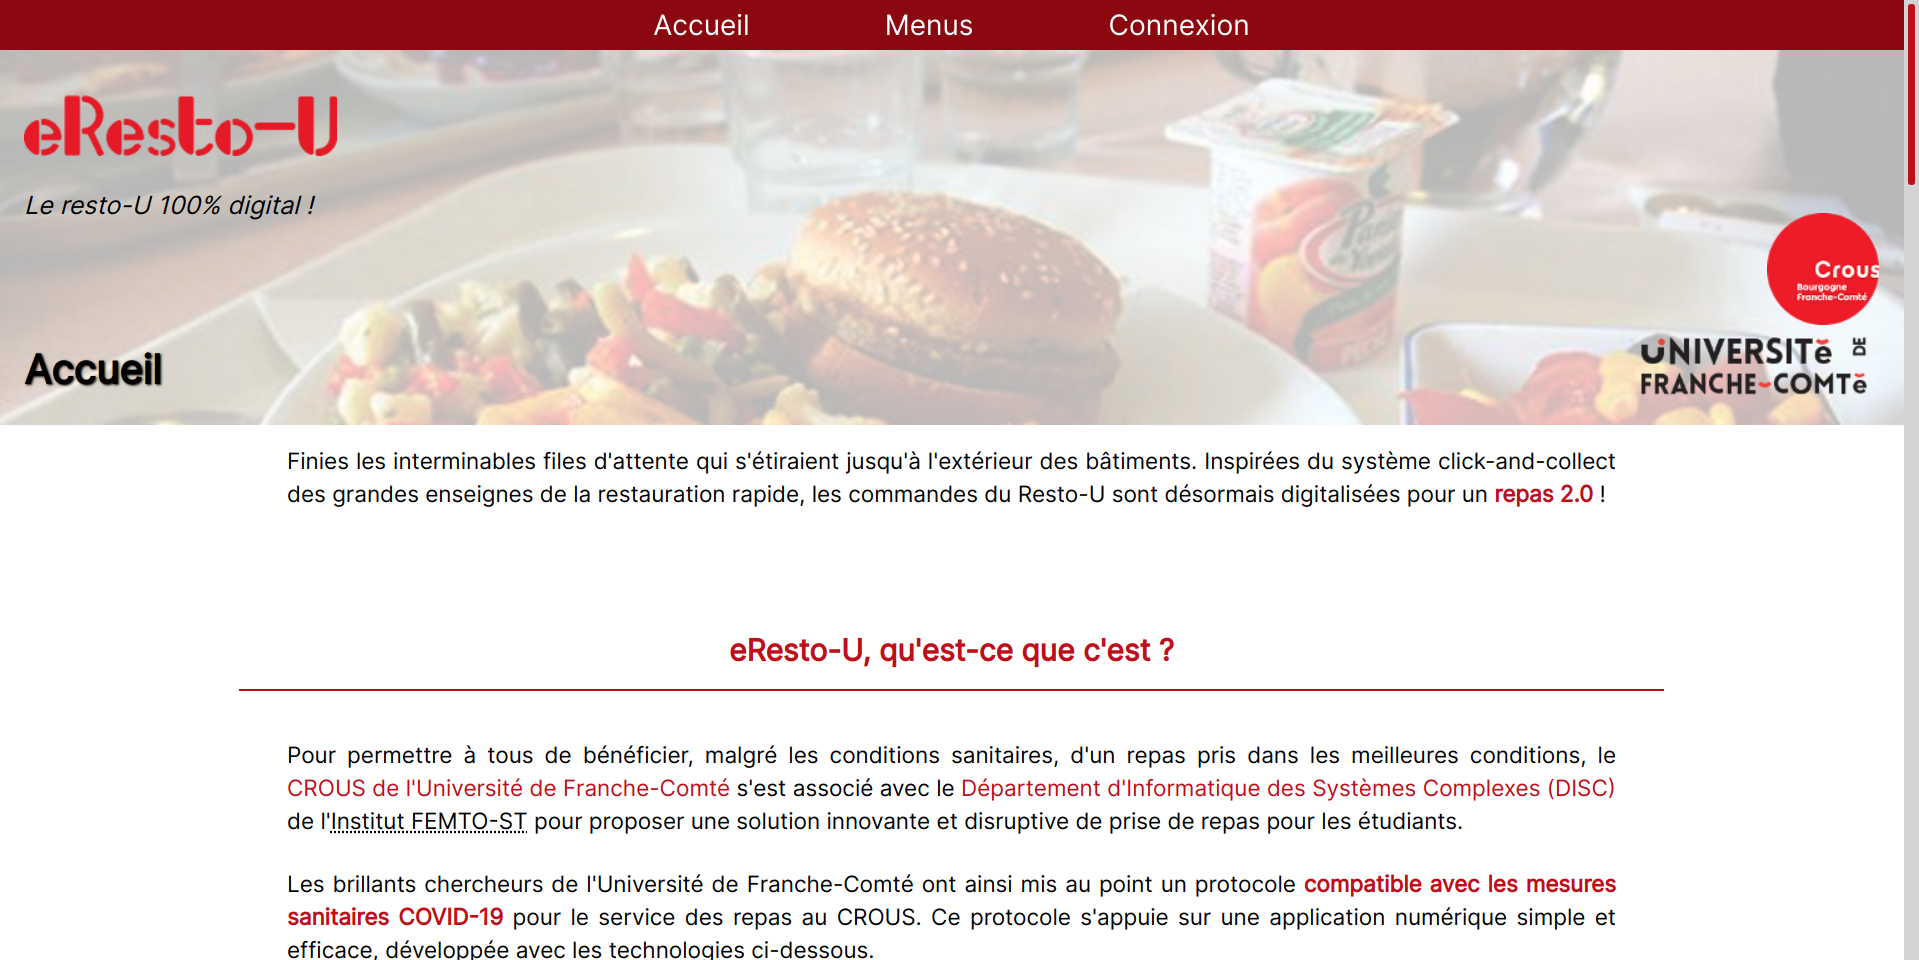 Accueil Menus Connexion
eResto-U
Le resto-U 100% digital !
Crous
Bourgogne
Franche-Comté
UNIVERSITĕ DE
FRANCHE-COMTĕ
Accueil
Finies les interminables files d'attente qui s'étiraient jusqu'à l'extérieur des bâtiments. Inspirées du système click-and-collect
des grandes enseignes de la restauration rapide, les commandes du Resto-U sont désormais digitalisées pour un repas 2.0 !
eResto-U, qu'est-ce que c'est ?
Pour permettre à tous de bénéficier, malgré les conditions sanitaires, d'un repas pris dans les meilleures conditions, le
CROUS de l'Université de Franche-Comté s'est associé avec le Département d'Informatique des Systèmes Complexes (DISC)
de l'Institut FEMTO-ST pour proposer une solution innovante et disruptive de prise de repas pour les étudiants.
Les brillants chercheurs de l'Université de Franche-Comté ont ainsi mis au point un protocole compatible avec les mesures
sanitaires COVID-19 pour le service des repas au CROUS. Ce protocole s'appuie sur une application numérique simple et
efficace, développée avec les technologies ci-dessous.